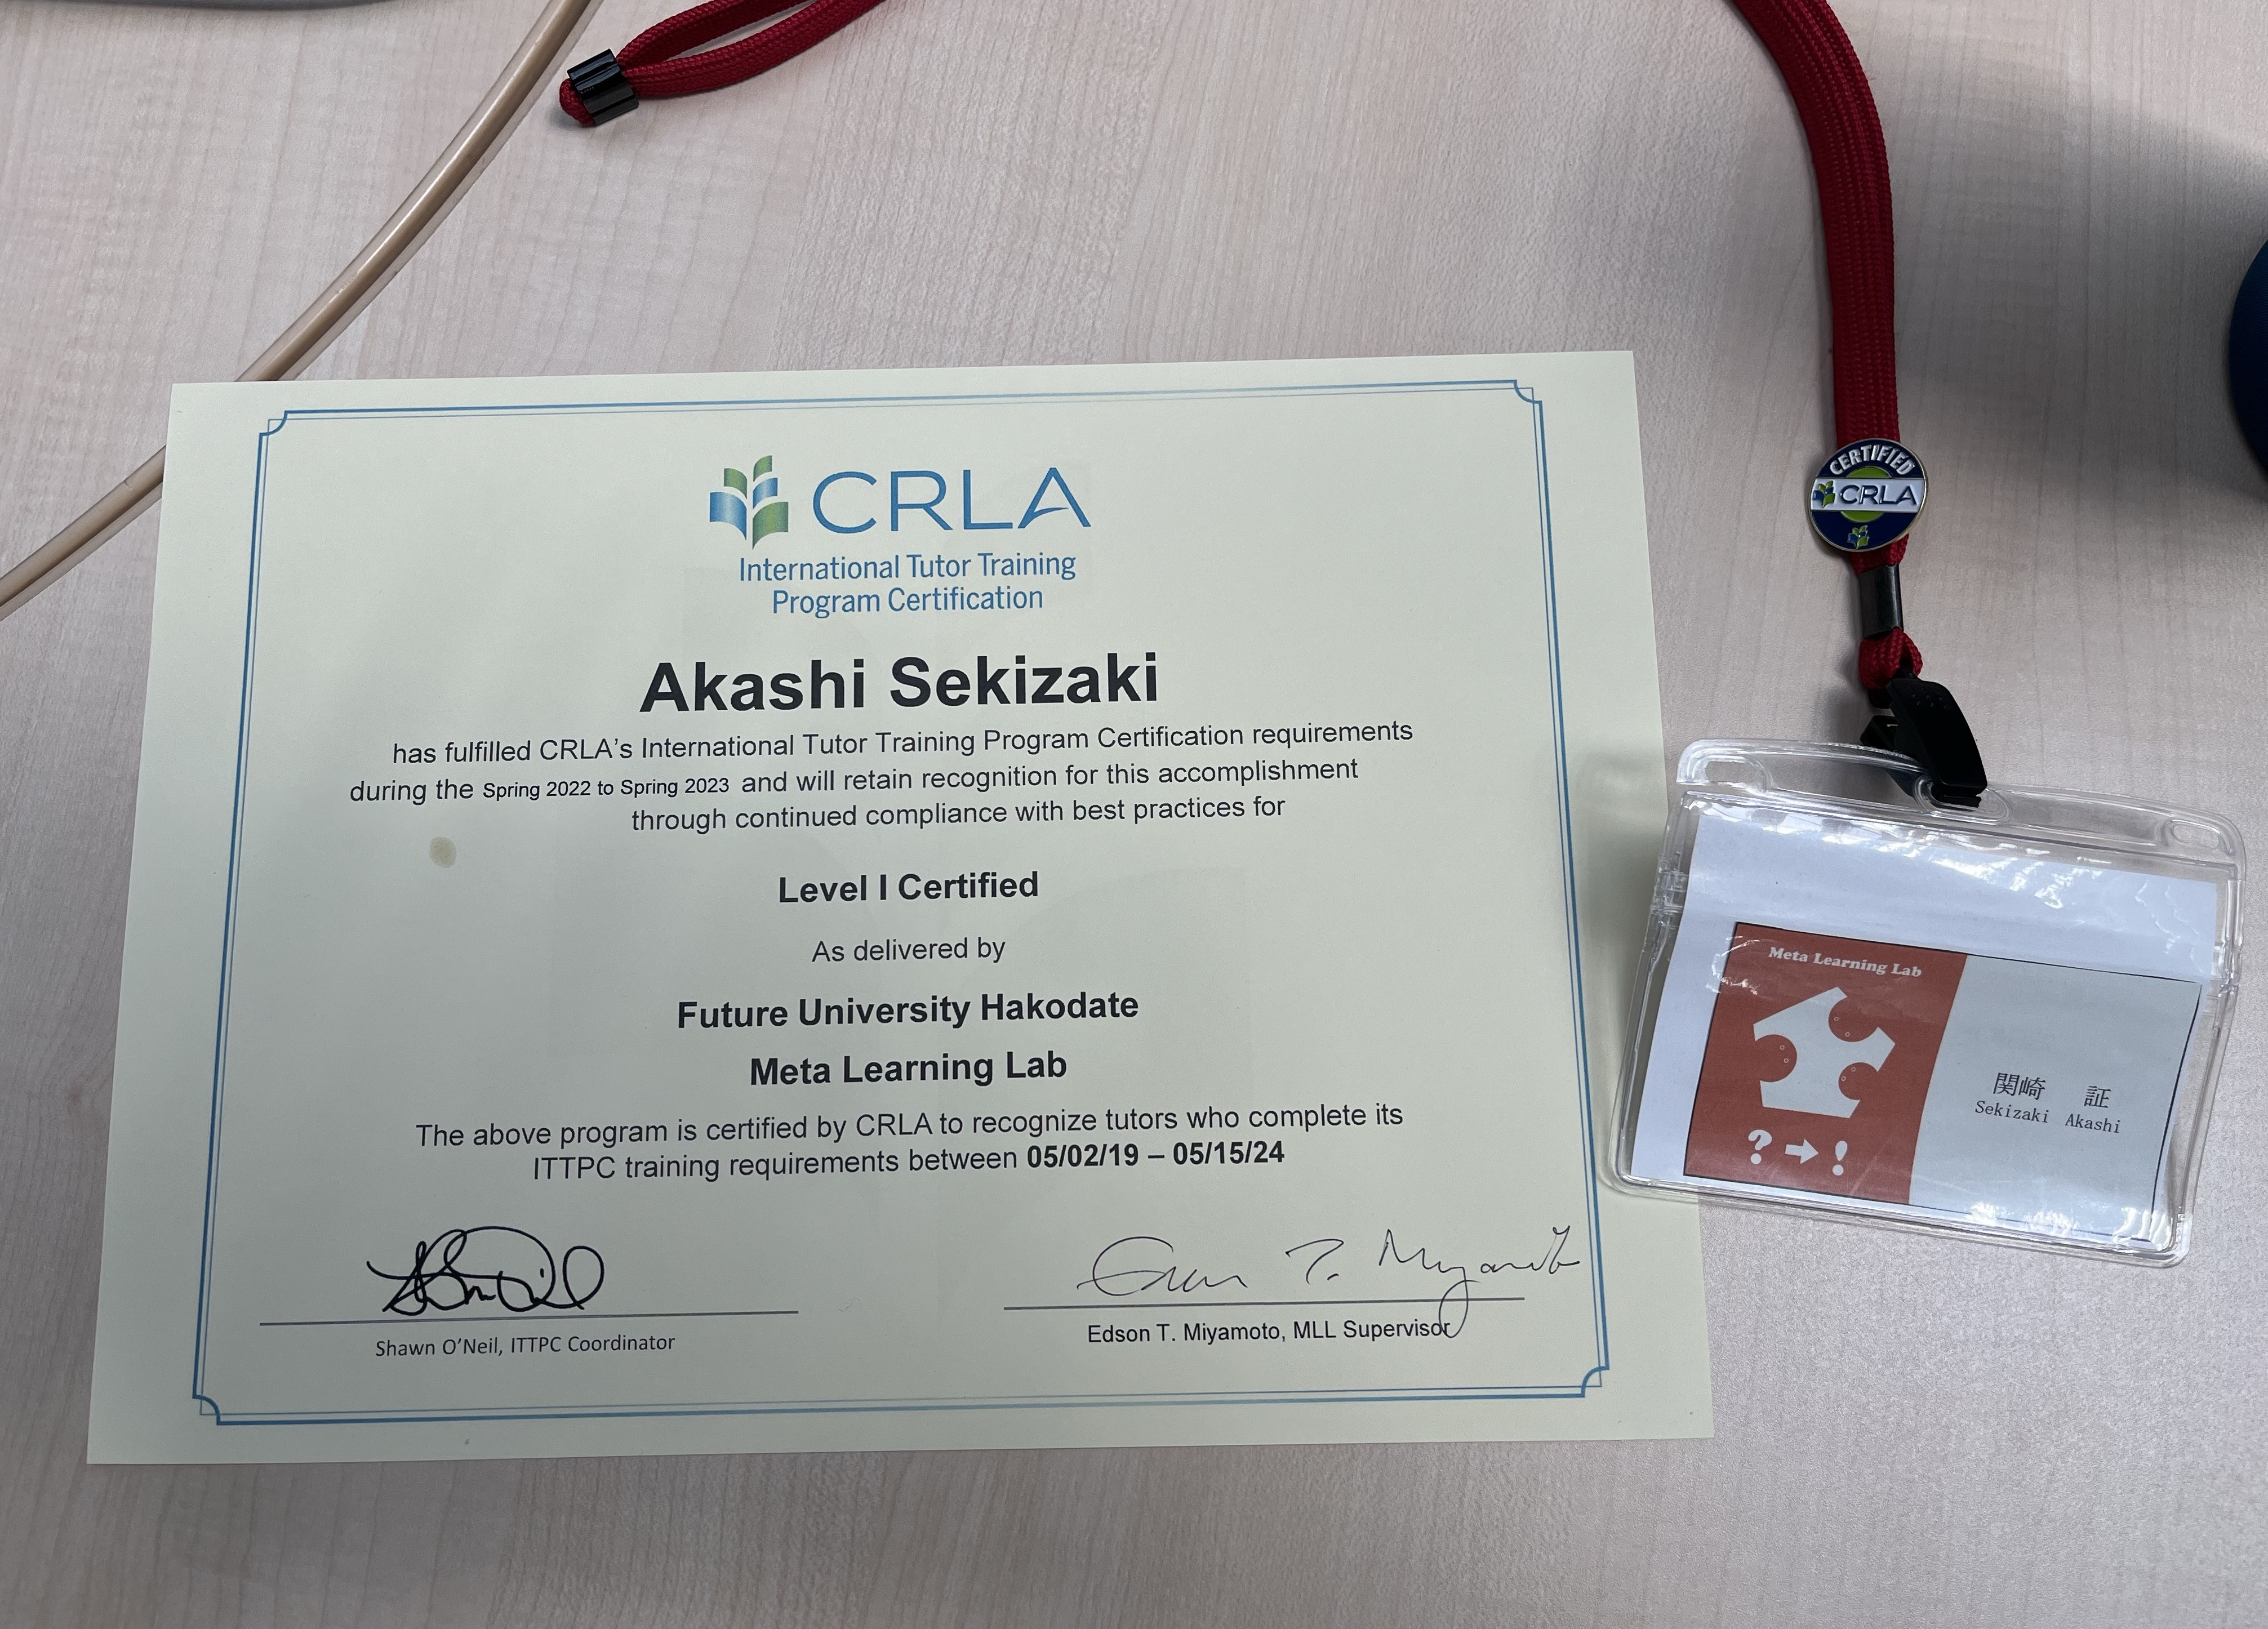 CRLA
International Tutor Training
Program Certification
Akashi Sekizaki
has fulfilled CRLA’s International Tutor Training Program Certification requirements
during the Spring 2022 to Spring 2023 and will retain recognition for this accomplishment
through continued compliance with best practices for
Level I Certified
As delivered by
Future University Hakodate
Meta Learning Lab
The above program is certified by CRLA to recognize tutors who complete its
ITTPC training requirements between 05/02/19 – 05/15/24
Shawn O’Neil, ITTPC Coordinator
Edson T. Miyamoto
Edson T. Miyamoto, MLL Supervisor
CERTIFIED
CRLA
Meta Learning Lab
? → !
関崎 証
Sekizaki Akashi